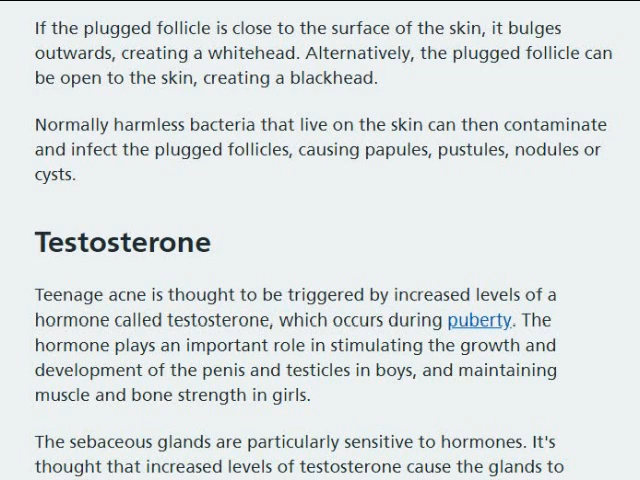 If the plugged follicle is close to the surface of the skin, it bulges
outwards, creating a whitehead. Alternatively, the plugged follicle can
be open to the skin, creating a blackhead.
Normally harmless bacteria that live on the skin can then contaminate
and infect the plugged follicles, causing papules, pustules, nodules or
cysts.
Testosterone
Teenage acne is thought to be triggered by increased levels of a
hormone called testosterone, which occurs during puberty. The
hormone plays an important role in stimulating the growth and
development of the penis and testicles in boys, and maintaining
muscle and bone strength in girls.
The sebaceous glands are particularly sensitive to hormones. It's
thought that increased levels of testosterone cause the glands to